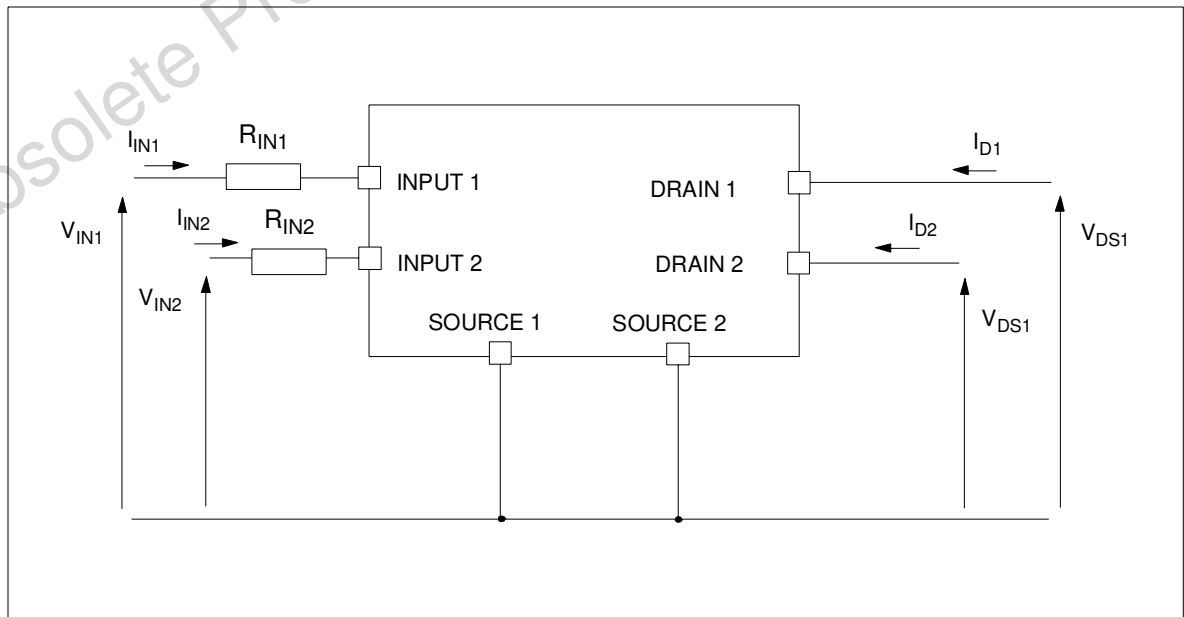 bsolete Pr
I_IN1
R_IN1
INPUT 1
DRAIN 1
I_D1
V_IN1
I_IN2
R_IN2
INPUT 2
DRAIN 2
I_D2
V_DS1
V_IN2
SOURCE 1
SOURCE 2
V_DS1